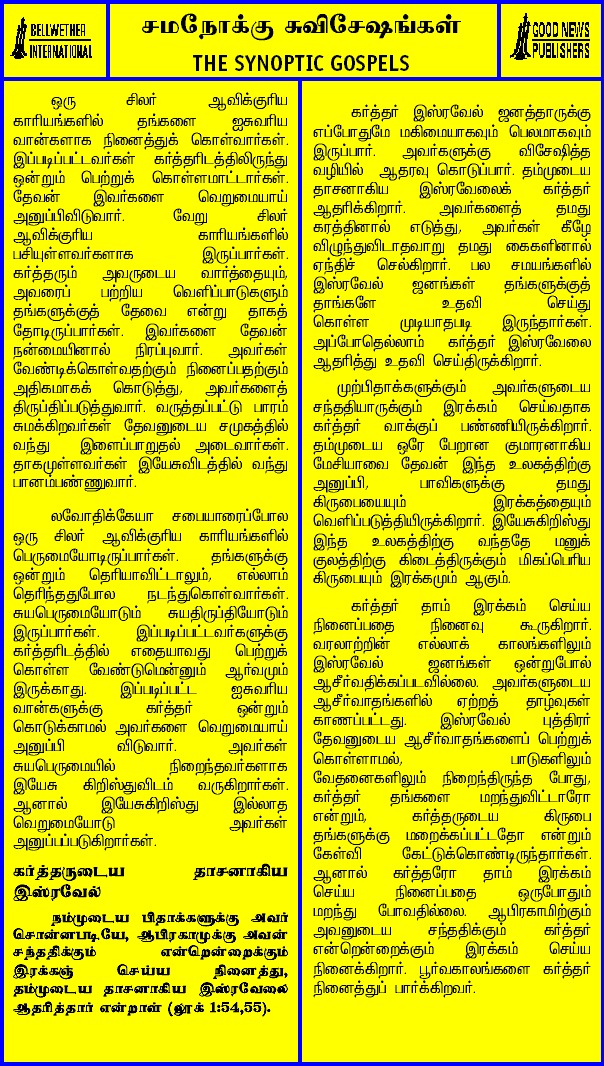 BELLWETHER
INTERNATIONAL
சமநோக்கு சுவிசேஷங்கள்
THE SYNOPTIC GOSPELS
GOOD NEWS
PUBLISHERS
ஒரு சிலர் ஆவிக்குரிய
காரியங்களில் தங்களை ஐசுவரிய
வான்களாக நினைத்துக் கொள்வார்கள்.
இப்படிப்பட்டவர்கள் கர்த்தரிடத்திலிருந்து
ஒன்றும் பெற்றுக் கொள்ளமாட்டார்கள்.
தேவன் இவர்களை வெறுமையாய்
அனுப்பிவிடுவார். வேறு சிலர்
ஆவிக்குரிய காரியங்களில்
பசியுள்ளவர்களாக இருப்பார்கள்.
கர்த்தரும் அவருடைய வார்த்தையும்,
அவரைப் பற்றிய வெளிப்பாடுகளும்
தங்களுக்குத் தேவை என்று தாகத்
தோடிருப்பார்கள். இவர்களை தேவன்
நன்மையினால் நிரப்புவார். அவர்கள்
வேண்டிக்கொள்வதற்கும் நினைப்பதற்கும்
அதிகமாகக் கொடுத்து, அவர்களைத்
திருப்திப்படுத்துவார். வருத்தப்பட்டு பாரம்
சுமக்கிறவர்கள் தேவனுடைய சமுகத்தில்
வந்து இளைப்பாறுதல் அடைவார்கள்.
தாகமுள்ளவர்கள் இயேசுவிடத்தில் வந்து
பானம்பண்ணுவார்.
லவோதிக்கேயா சபையாரைப்போல
ஒரு சிலர் ஆவிக்குரிய காரியங்களில்
பெருமையோடிருப்பார்கள். தங்களுக்கு
ஒன்றும் தெரியாவிட்டாலும், எல்லாம்
தெரிந்ததுபோல நடந்துகொள்வார்கள்.
சுயபெருமையோடும் சுயதிருப்தியோடும்
இருப்பார்கள். இப்படிப்பட்டவர்களுக்கு
கர்த்தரிடத்தில் எதையாவது பெற்றுக்
கொள்ள வேண்டுமென்னும் ஆர்வமும்
இருக்காது. இப்படிப்பட்ட ஐசுவரிய
வான்களுக்கு கர்த்தர் ஒன்றும்
கொடுக்காமல் அவர்களை வெறுமையாய்
அனுப்பி விடுவார். அவர்கள்
சுயபெருமையில் நிறைந்தவர்களாக
இயேசு கிறிஸ்துவிடம் வருகிறார்கள்.
ஆனால் இயேசுகிறிஸ்து இல்லாத
வெறுமையோடு அவர்கள்
அனுப்பப்படுகிறார்கள்.
கர்த்தருடைய தாசனாகிய
இஸ்ரவேல்
நம்முடைய பிதாக்களுக்கு அவர்
சொன்னபடியே, ஆபிரகாமுக்கு அவன்
சந்ததிக்கும் என்றென்றைக்கும்
இரக்கஞ் செய்ய நினைத்து,
தம்முடைய தாசனாகிய இஸ்ரவேலை
ஆதரித்தார் என்றாள் (லூக் 1:54,55).
கர்த்தர் இஸ்ரவேல் ஜனத்தாருக்கு
எப்போதுமே மகிமையாகவும் பெலமாகவும்
இருப்பார். அவர்களுக்கு விசேஷித்த
வழியில் ஆதரவு கொடுப்பார். தம்முடைய
தாசனாகிய இஸ்ரவேலைக் கர்த்தர்
ஆதரிக்கிறார். அவர்களைத் தமது
கரத்தினால் எடுத்து, அவர்கள் கீழே
விழுந்துவிடாதவாறு தமது கைகளினால்
ஏந்திச் செல்கிறார். பல சமயங்களில்
இஸ்ரவேல் ஜனங்கள் தங்களுக்குத்
தாங்களே உதவி செய்து
கொள்ள முடியாதபடி இருந்தார்கள்.
அப்போதெல்லாம் கர்த்தர் இஸ்ரவேலை
ஆதரித்து உதவி செய்திருக்கிறார்.
முற்பிதாக்களுக்கும் அவர்களுடைய
சந்ததியாருக்கும் இரக்கம் செய்வதாக
கர்த்தர் வாக்குப் பண்ணியிருக்கிறார்.
தம்முடைய ஒரே பேறான குமாரனாகிய
மேசியாவை தேவன் இந்த உலகத்திற்கு
அனுப்பி, பாவிகளுக்கு தமது
கிருபையையும் இரக்கத்தையும்
வெளிப்படுத்தியிருக்கிறார். இயேசுகிறிஸ்து
இந்த உலகத்திற்கு வந்ததே மனுக்
குலத்திற்கு கிடைத்திருக்கும் மிகப்பெரிய
கிருபையும் இரக்கமும் ஆகும்.
கர்த்தர் தாம் இரக்கம் செய்ய
நினைப்பதை நினைவு கூருகிறார்.
வரலாற்றின் எல்லாக் காலங்களிலும்
இஸ்ரவேல் ஜனங்கள் ஒன்றுபோல்
ஆசீர்வதிக்கப்படவில்லை. அவர்களுடைய
ஆசீர்வாதங்களில் ஏற்றத் தாழ்வுகள்
காணப்பட்டது. இஸ்ரவேல் புத்திரர்
தேவனுடைய ஆசீர்வாதங்களைப் பெற்றுக்
கொள்ளாமல், பாடுகளிலும்
வேதனைகளிலும் நிறைந்திருந்த போது,
கர்த்தர் தங்களை மறந்துவிட்டாரோ
என்றும், கர்த்தருடைய கிருபை
தங்களுக்கு மறைக்கப்பட்டதோ என்றும்
கேள்வி கேட்டுக்கொண்டிருந்தார்கள்.
ஆனால் கர்த்தரோ தாம் இரக்கம்
செய்ய நினைப்பதை ஒருபோதும்
மறந்து போவதில்லை. ஆபிரகாமிற்கும்
அவனுடைய சந்ததிக்கும் கர்த்தர்
என்றென்றைக்கும் இரக்கம் செய்ய
நினைக்கிறார். பூர்வகாலங்களை கர்த்தர்
நினைத்துப் பார்க்கிறவர்.